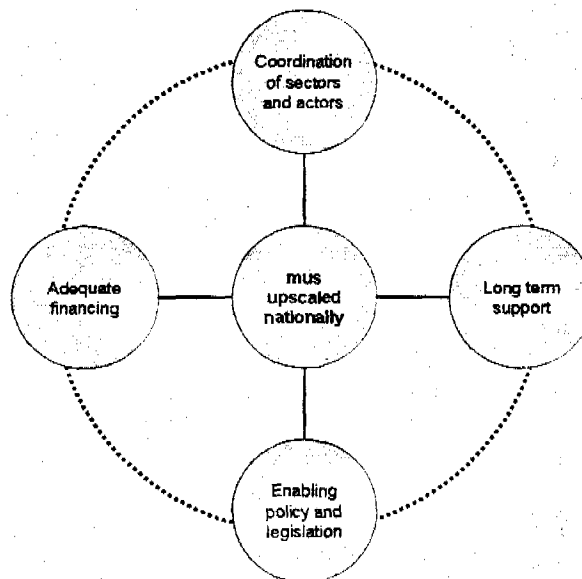 Coordination
of sectors
and actors
Adequate
financing
mus
upscaled
nationally
Long term
support
Enabling
policy and
legislation